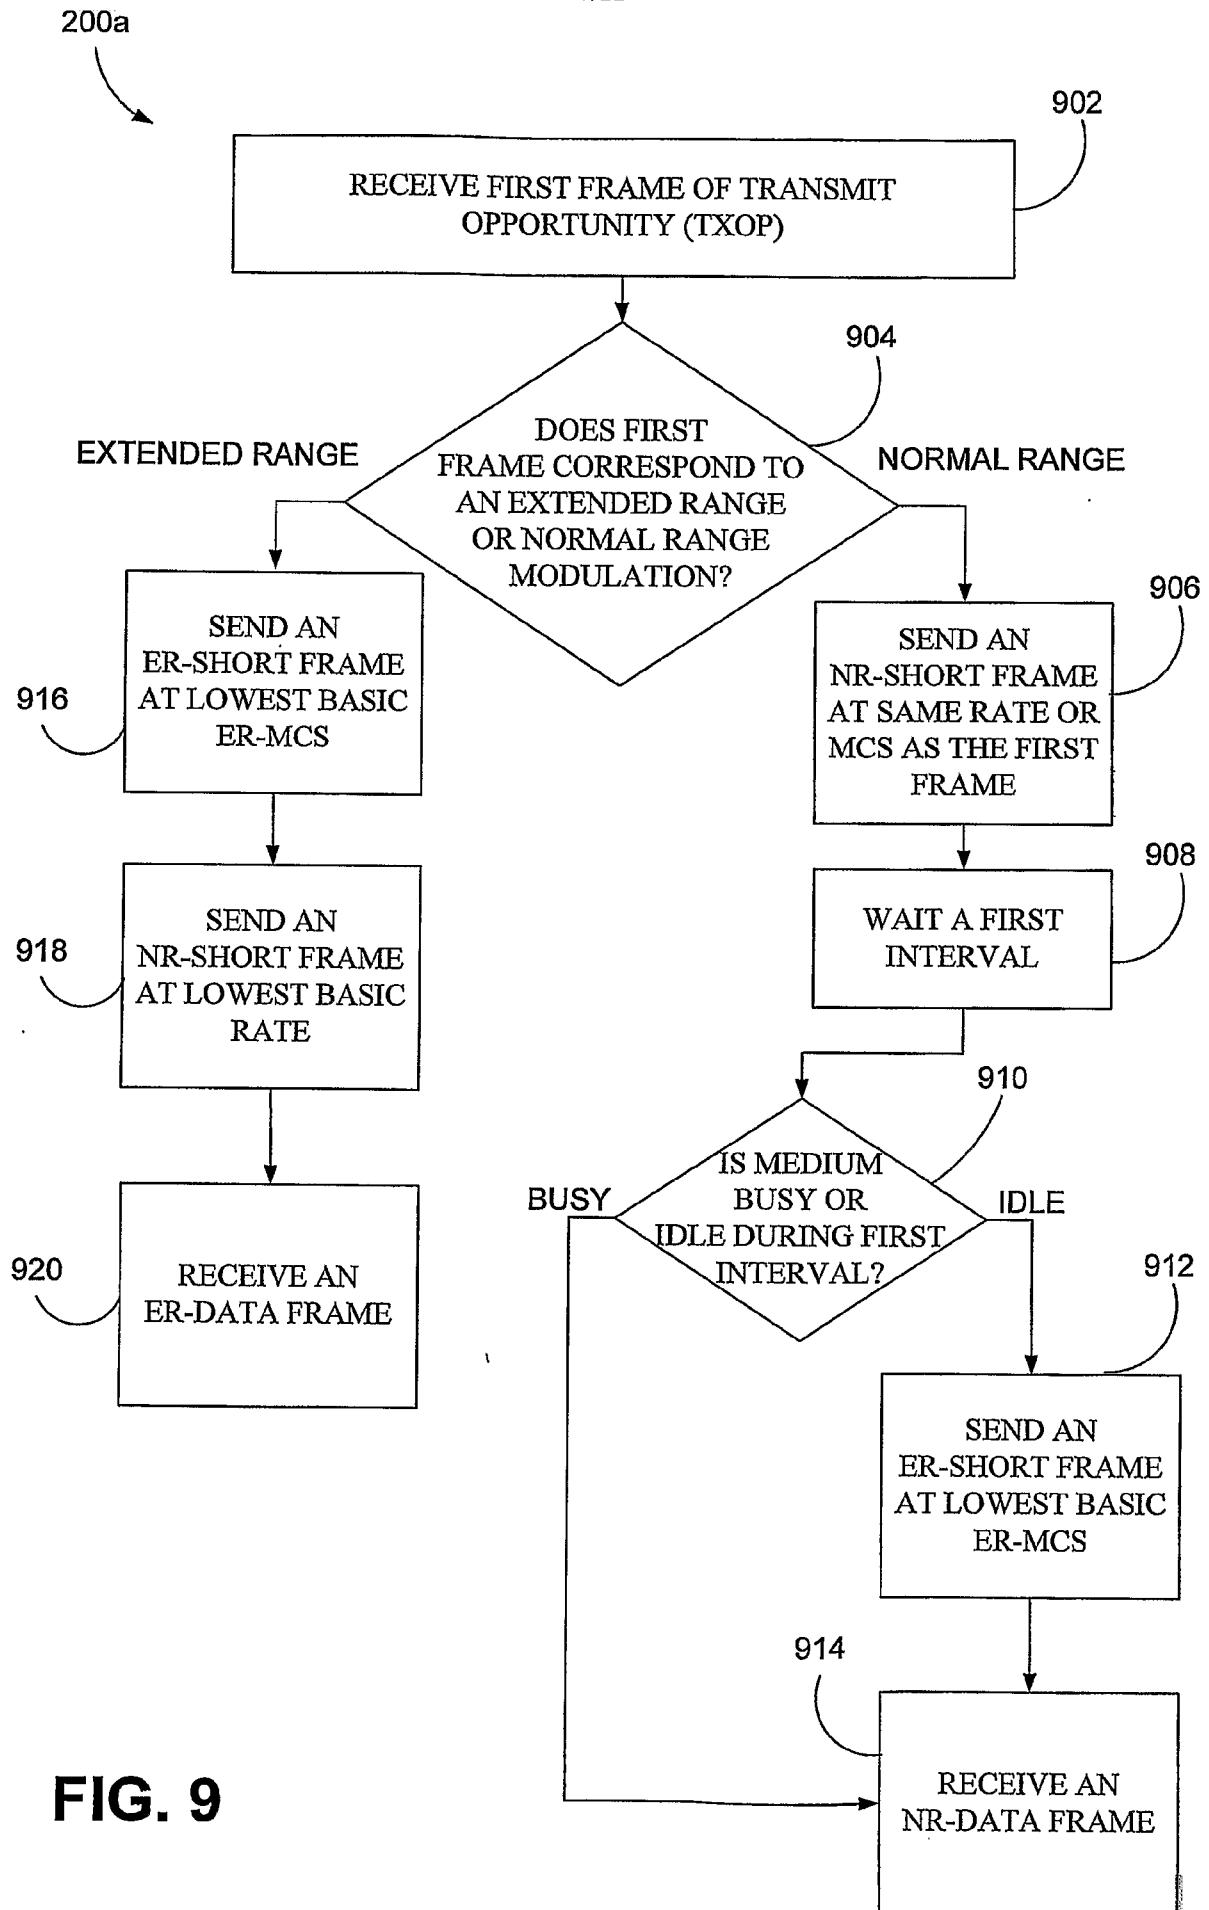 200a
902
RECEIVE FIRST FRAME OF TRANSMIT
OPPORTUNITY (TXOP)
904
DOES FIRST
FRAME CORRESPOND TO
AN EXTENDED RANGE
OR NORMAL RANGE
MODULATION?
EXTENDED RANGE
NORMAL RANGE
916
SEND AN
ER-SHORT FRAME
AT LOWEST BASIC
ER-MCS
906
SEND AN
NR-SHORT FRAME
AT SAME RATE OR
MCS AS THE FIRST
FRAME
918
SEND AN
NR-SHORT FRAME
AT LOWEST BASIC
RATE
908
WAIT A FIRST
INTERVAL
910
IS MEDIUM
BUSY OR
IDLE DURING FIRST
INTERVAL?
BUSY
IDLE
920
RECEIVE AN
ER-DATA FRAME
912
SEND AN
ER-SHORT FRAME
AT LOWEST BASIC
ER-MCS
914
RECEIVE AN
NR-DATA FRAME
FIG. 9